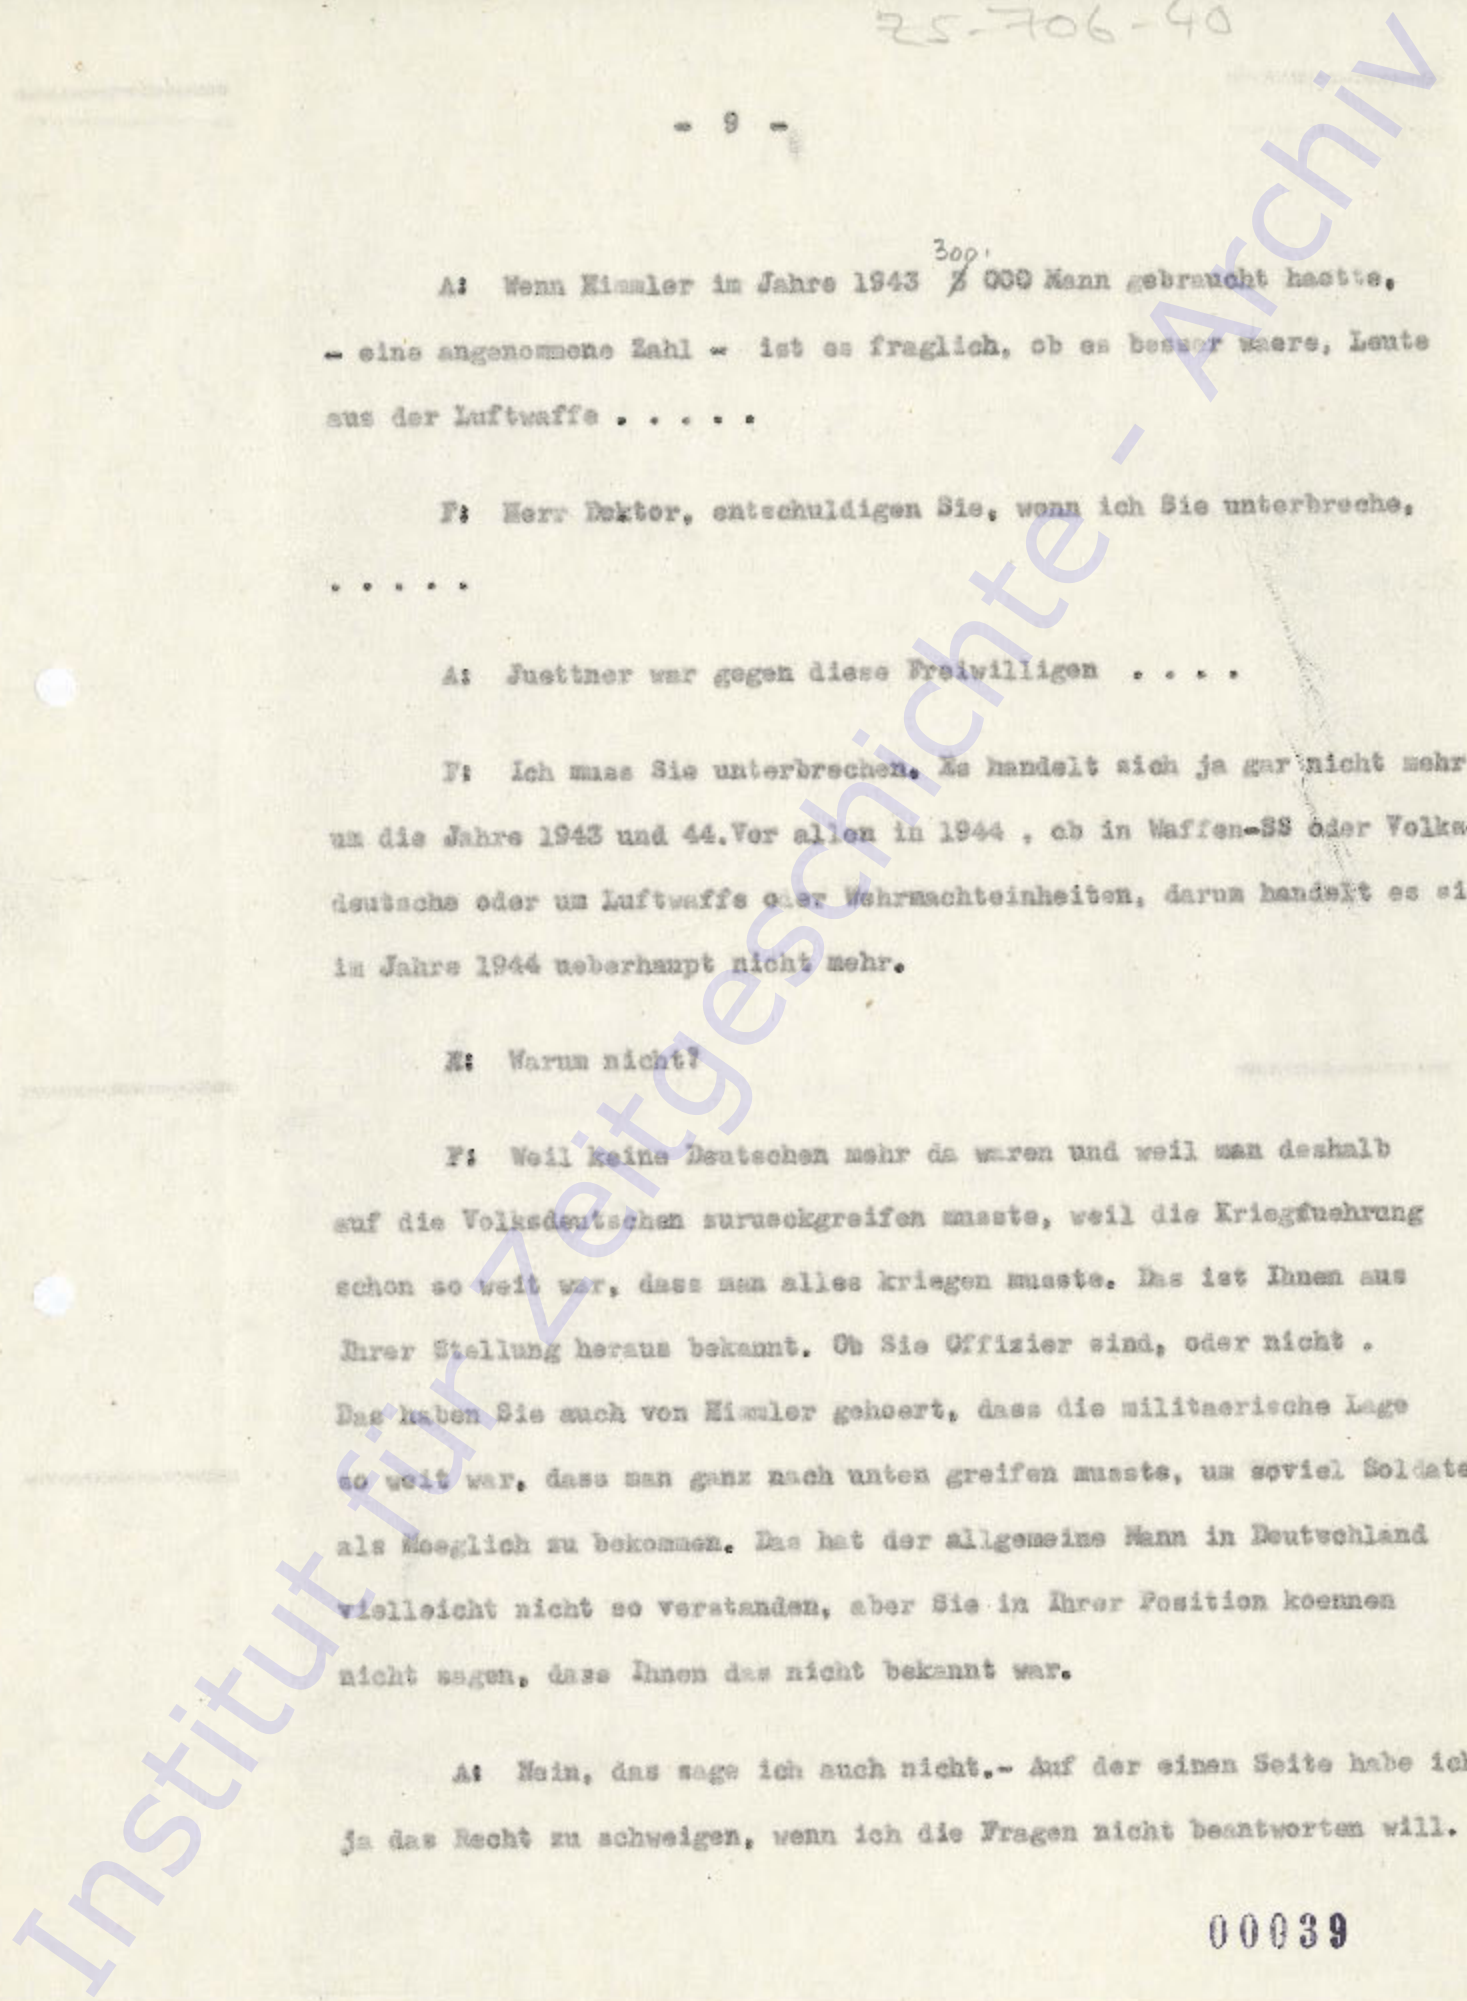 ZS-706-40
- 9 -
300.
A: Wenn Himmler im Jahre 1943 3 000 Mann gebraucht haette,
- eine angenommene Zahl - ist es fraglich, ob es besser waere, Leute
aus der Luftwaffe . . . . .
F: Herr Doktor, entschuldigen Sie, wenn ich Sie unterbreche,
. . . . .
A: Juettner war gegen diese Freiwilligen . . . .
F: Ich muss Sie unterbrechen. Es handelt sich ja gar nicht mehr
um die Jahre 1943 und 44.Vor allen in 1944 , ob in Waffen-SS oder Volks
deutsche oder um Luftwaffe oder Wehrmachteinheiten, darum handelt es si
im Jahre 1944 ueberhaupt nicht mehr.
Warum nicht?
F: Weil keine Deutschen mehr da waren und weil man deshalb
auf die Volksdeutschen zurueckgreifen musste, weil die Kriegfuehrung
schon so weit war, dass man alles kriegen musste. Das ist Ihnen aus
Ihrer Stellung heraus bekannt. Ob Sie Offizier sind, oder nicht .
Das haben Sie auch von Himmler gehoert, dass die militaerische Lage
so weit war, dass man ganz nach unten greifen musste, um soviel Soldate
als Moeglich zu bekommen. Das hat der allgemeine Mann in Deutschland
vielleicht nicht so verstanden, aber Sie in Ihrer Position koennen
nicht sagen, dass Ihnen das nicht bekannt war.
A: Nein, das sage ich auch nicht.- Auf der einen Seite habe ich
ja das Recht zu schweigen, wenn ich die Fragen nicht beantworten will.
00039
Institut für Zeitgeschichte - Archiv